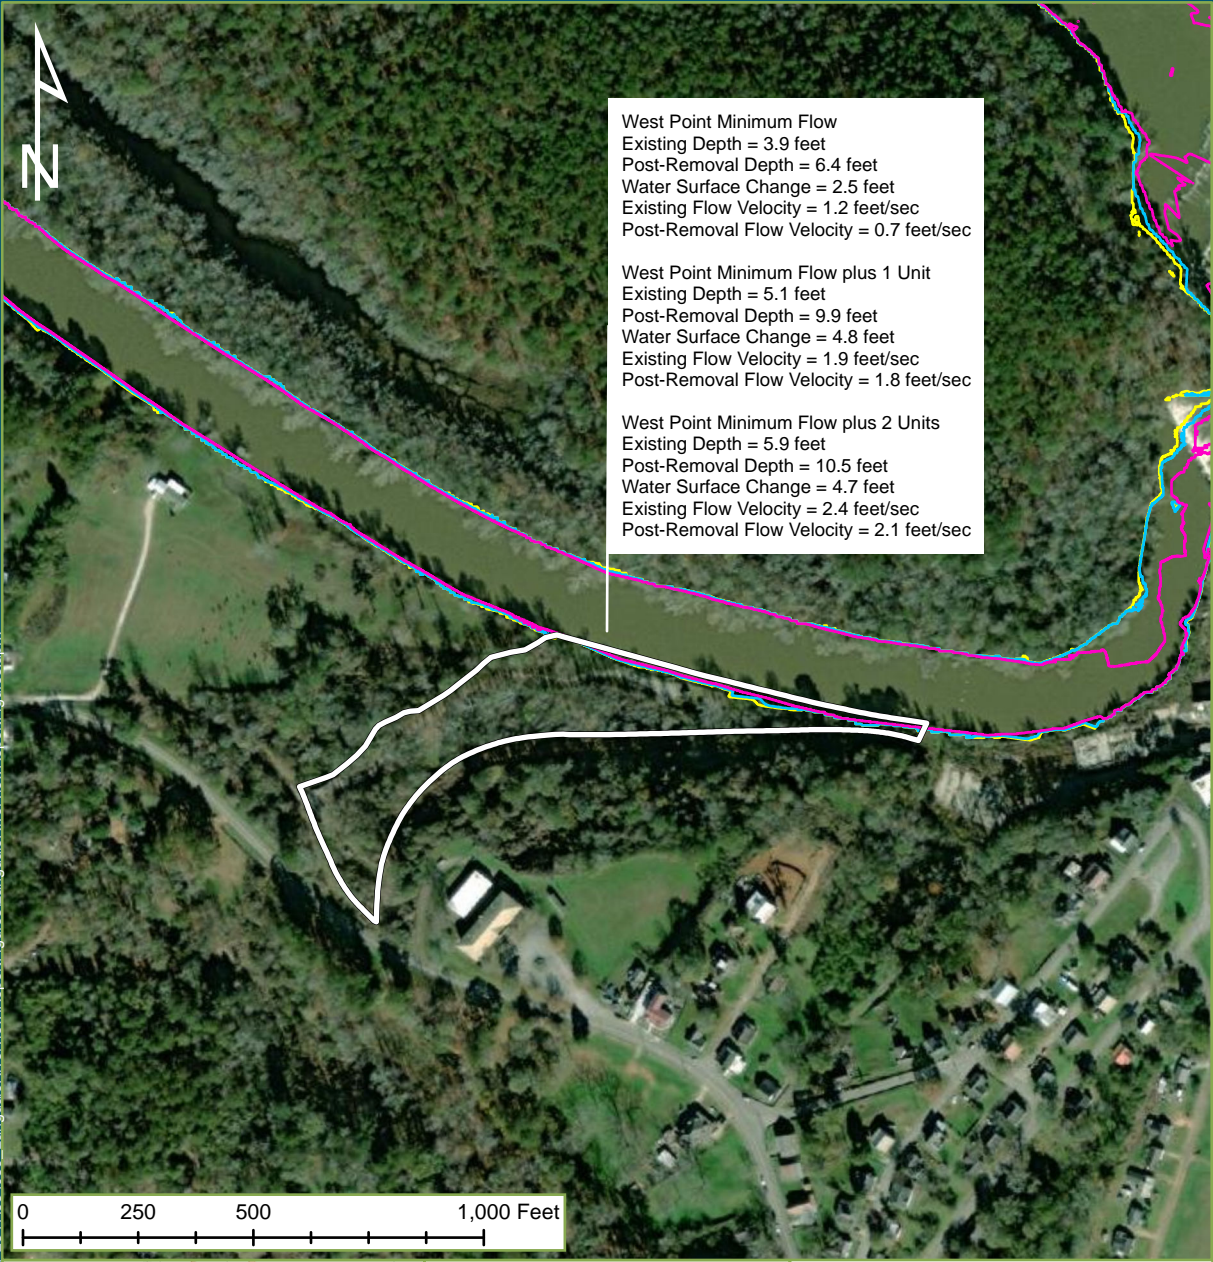 N
West Point Minimum Flow
Existing Depth = 3.9 feet
Post-Removal Depth = 6.4 feet
Water Surface Change = 2.5 feet
Existing Flow Velocity = 1.2 feet/sec
Post-Removal Flow Velocity = 0.7 feet/sec
West Point Minimum Flow plus 1 Unit
Existing Depth = 5.1 feet
Post-Removal Depth = 9.9 feet
Water Surface Change = 4.8 feet
Existing Flow Velocity = 1.9 feet/sec
Post-Removal Flow Velocity = 1.8 feet/sec
West Point Minimum Flow plus 2 Units
Existing Depth = 5.9 feet
Post-Removal Depth = 10.5 feet
Water Surface Change = 4.7 feet
Existing Flow Velocity = 2.4 feet/sec
Post-Removal Flow Velocity = 2.1 feet/sec
0 250 500 1,000 Feet